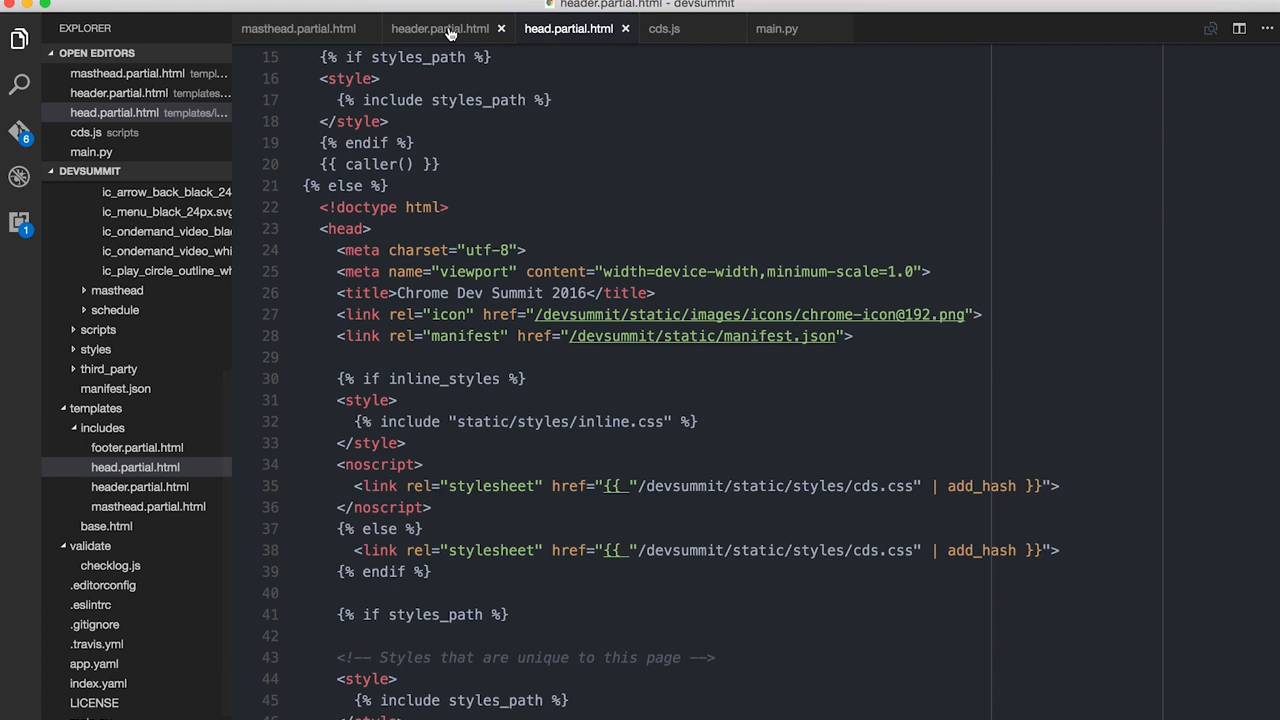 header.partial.html - devsummit
EXPLORER
masthead.partial.html
header.partial.html
head.partial.html
cds.js
main.py
OPEN EDITORS
masthead.partial.html templ...
header.partial.html templates...
head.partial.html templates/i...
cds.js scripts
main.py
6
1
DEVSUMMIT
ic_arrow_back_black_24
ic_menu_black_24px.svg
ic_ondemand_video_bla
ic_ondemand_video_whi
ic_play_circle_outline_wh
masthead
schedule
scripts
styles
third_party
manifest.json
templates
includes
footer.partial.html
head.partial.html
header.partial.html
masthead.partial.html
base.html
validate
checklog.js
.editorconfig
.eslintrc
.gitignore
.travis.yml
app.yaml
index.yaml
LICENSE
15 {% if styles_path %}
16 <style>
17 {% include styles_path %}
18 </style>
19 {% endif %}
20 {{ caller() }}
21 {% else %}
22 <!doctype html>
23 <head>
24 <meta charset="utf-8">
25 <meta name="viewport" content="width=device-width,minimum-scale=1.0">
26 <title>Chrome Dev Summit 2016</title>
27 <link rel="icon" href="/devsummit/static/images/icons/chrome-icon@192.png">
28 <link rel="manifest" href="/devsummit/static/manifest.json">
29
30 {% if inline_styles %}
31 <style>
32 {% include "static/styles/inline.css" %}
33 </style>
34 <noscript>
35 <link rel="stylesheet" href="{{ "/devsummit/static/styles/cds.css" | add_hash }}">
36 </noscript>
37 {% else %}
38 <link rel="stylesheet" href="{{ "/devsummit/static/styles/cds.css" | add_hash }}">
39 {% endif %}
40
41 {% if styles_path %}
42
43 <!-- Styles that are unique to this page -->
44 <style>
45 {% include styles_path %}